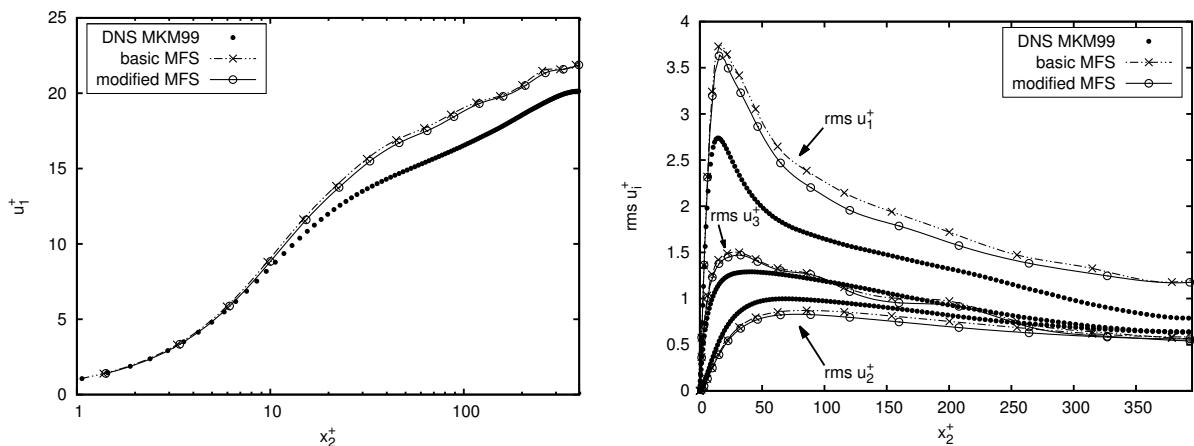 25
20
15
10
5
0
1
10
100
u₁⁺
x₂⁺
DNS MKM99
basic MFS
modified MFS
4
3.5
3
2.5
2
1.5
1
0.5
0
0
50
100
150
200
250
300
350
rms uᵢ⁺
x₂⁺
DNS MKM99
basic MFS
modified MFS
rms u₁⁺
rms u₃⁺
rms u₂⁺